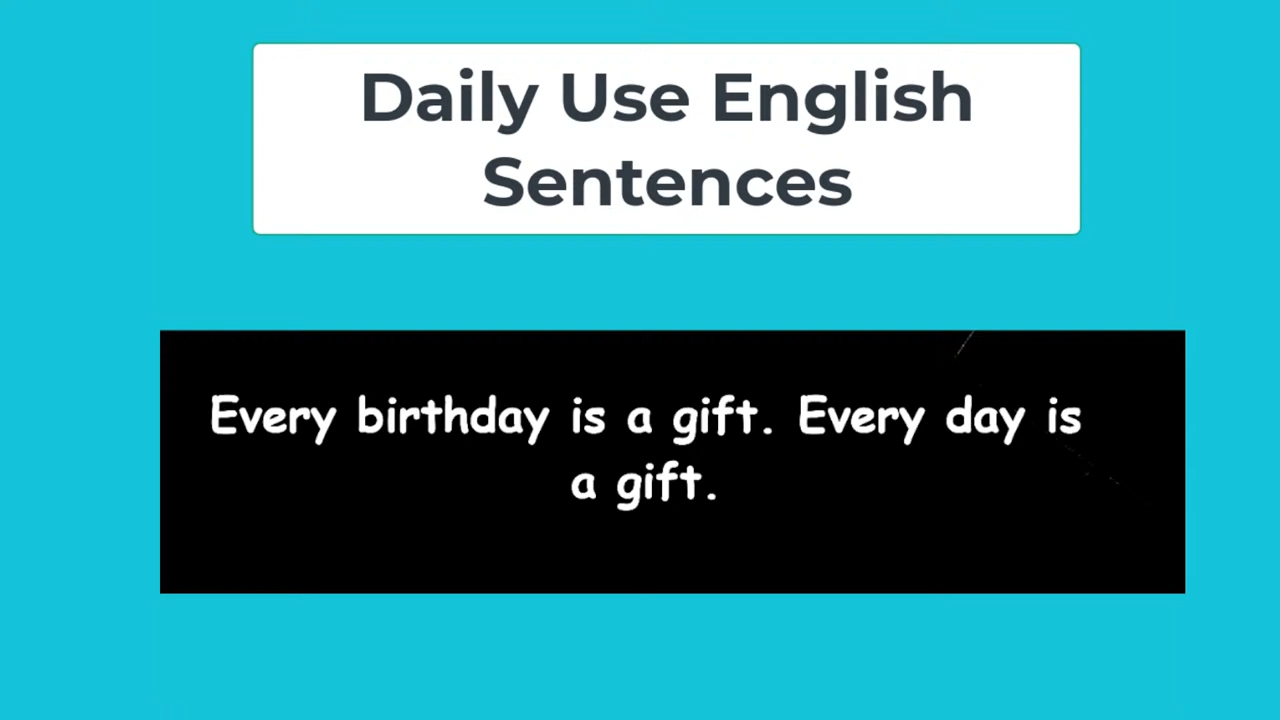 Daily Use English
Sentences
Every birthday is a gift. Every day is
a gift.